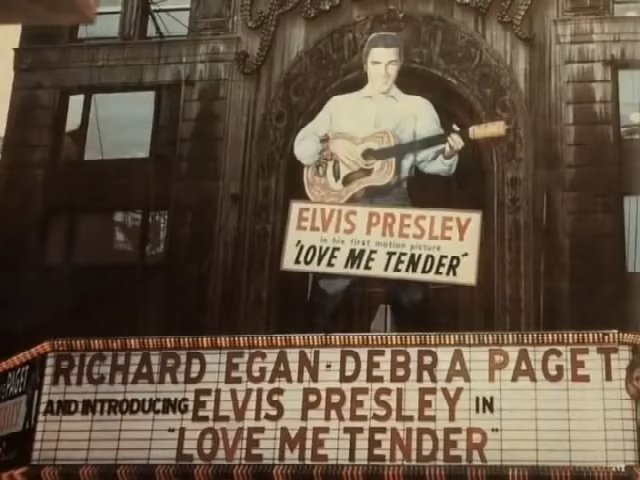 ELVIS PRESLEY
in his first motion picture
"LOVE ME TENDER"
RICHARD EGAN·DEBRA PAGET
AND INTRODUCING ELVIS PRESLEY IN
"LOVE ME TENDER"
PAGET